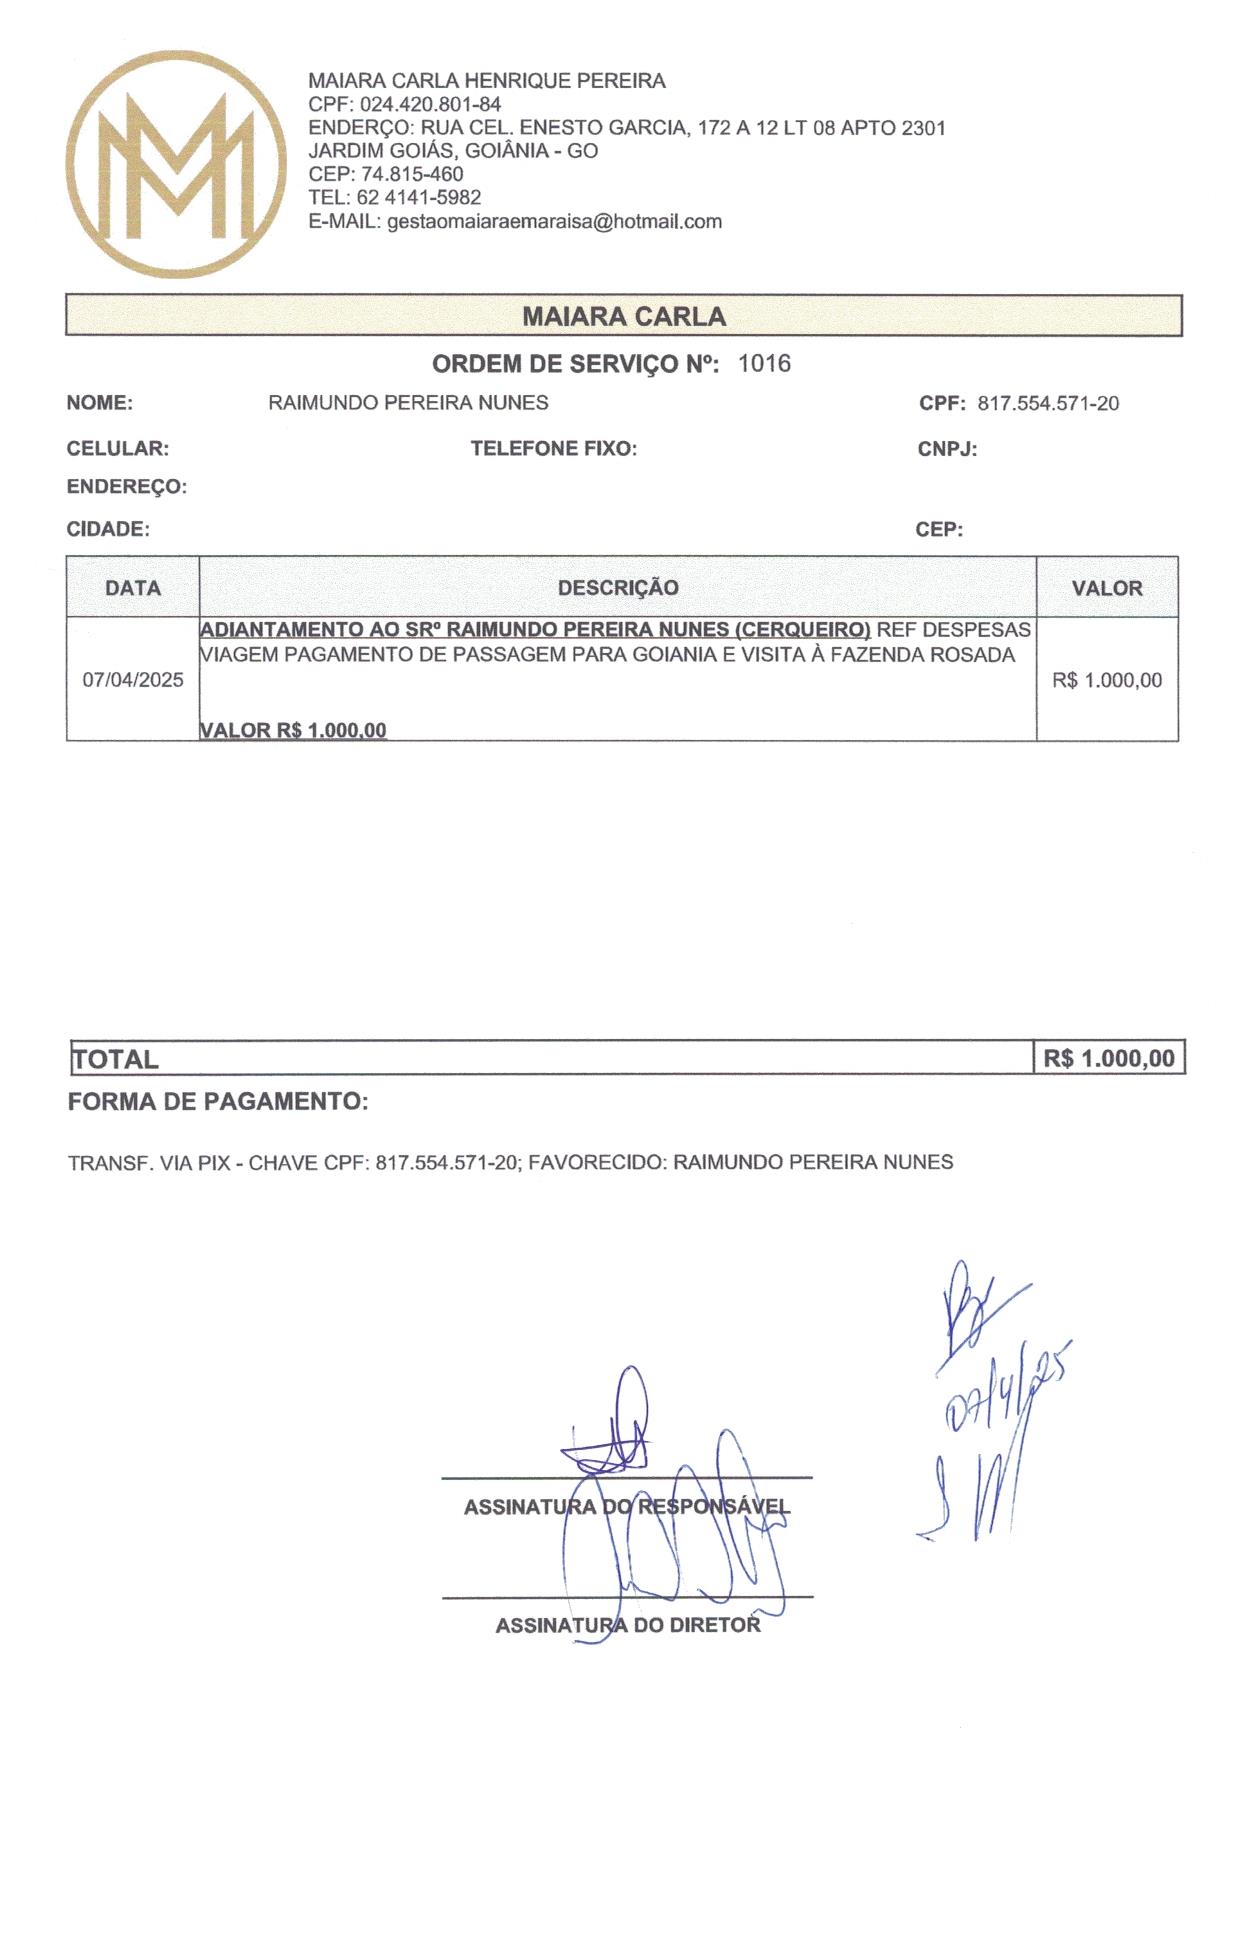 MAIARA CARLA HENRIQUE PEREIRA
CPF: 024.420.801-84
ENDERÇO: RUA CEL. ENESTO GARCIA, 172 A 12 LT 08 APTO 2301
JARDIM GOIÁS, GOIÂNIA - GO
CEP: 74.815-460
TEL: 62 4141-5982
E-MAIL: gestaomaiaraemaraisa@hotmail.com
MAIARA CARLA
ORDEM DE SERVIÇO Nº: 1016
NOME: RAIMUNDO PEREIRA NUNES CPF: 817.554.571-20
CELULAR: TELEFONE FIXO: CNPJ:
ENDEREÇO:
CIDADE: CEP:
DATA DESCRIÇÃO VALOR
ADIANTAMENTO AO SRº RAIMUNDO PEREIRA NUNES (CERQUEIRO) REF DESPESAS
VIAGEM PAGAMENTO DE PASSAGEM PARA GOIANIA E VISITA À FAZENDA ROSADA
07/04/2025 R$ 1.000,00
VALOR R$ 1.000,00
TOTAL R$ 1.000,00
FORMA DE PAGAMENTO:
TRANSF. VIA PIX - CHAVE CPF: 817.554.571-20; FAVORECIDO: RAIMUNDO PEREIRA NUNES
07/4/25
ASSINATURA DO RESPONSÁVEL
ASSINATURA DO DIRETOR